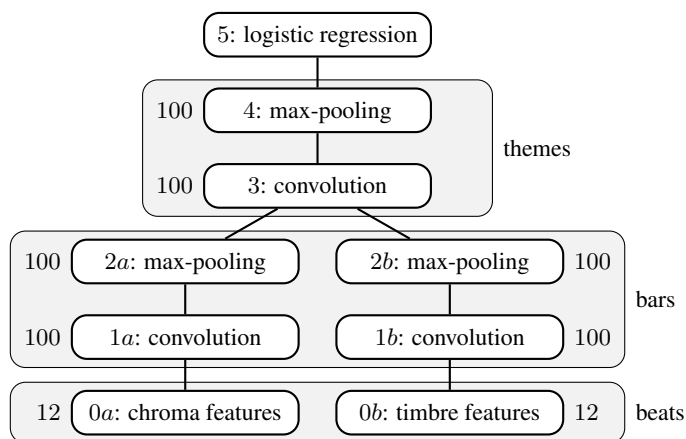 5: logistic regression
100 4: max-pooling
themes
100 3: convolution
100 2a: max-pooling 2b: max-pooling 100
bars
100 1a: convolution 1b: convolution 100
12 0a: chroma features 0b: timbre features 12 beats